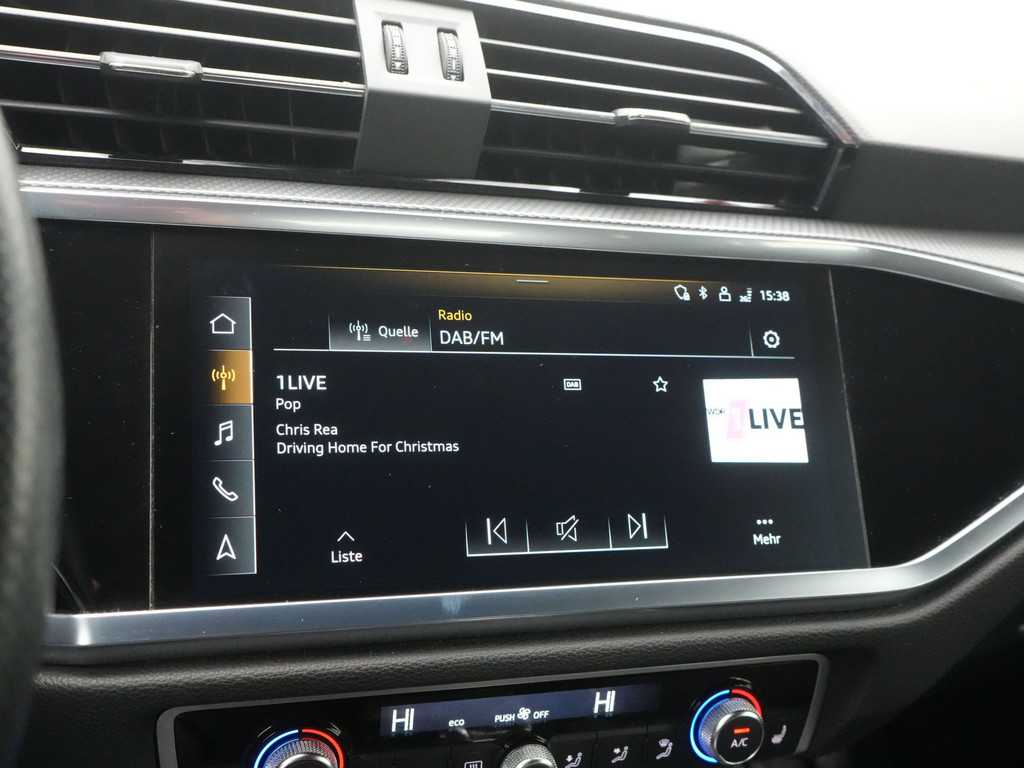 15:38
Quelle
Radio
DAB/FM
1LIVE
DAB
Pop
Chris Rea
Driving Home For Christmas
WDR 1LIVE
Liste
Mehr
HI
eco
PUSH OFF
HI
A/C